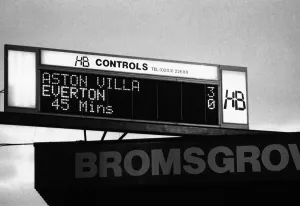 HB CONTROLS
ASTON VILLA 3
EVERTON 0
45 Mins
HB
BROMSGROV